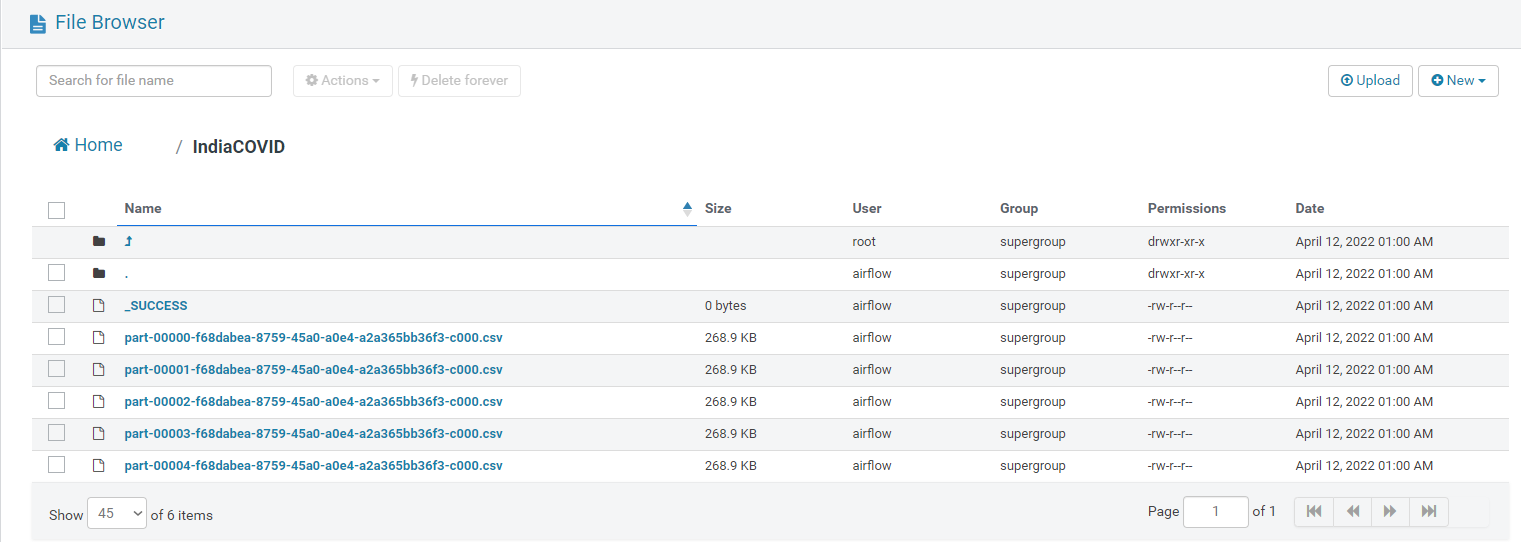 File Browser
Search for file name Actions Delete forever Upload New
Home / IndiaCOVID
Name Size User Group Permissions Date
root supergroup drwxr-xr-x April 12, 2022 01:00 AM
. airflow supergroup drwxr-xr-x April 12, 2022 01:00 AM
_SUCCESS 0 bytes airflow supergroup -rw-r--r-- April 12, 2022 01:00 AM
part-00000-f68dabea-8759-45a0-a0e4-a2a365bb36f3-c000.csv 268.9 KB airflow supergroup -rw-r--r-- April 12, 2022 01:00 AM
part-00001-f68dabea-8759-45a0-a0e4-a2a365bb36f3-c000.csv 268.9 KB airflow supergroup -rw-r--r-- April 12, 2022 01:00 AM
part-00002-f68dabea-8759-45a0-a0e4-a2a365bb36f3-c000.csv 268.9 KB airflow supergroup -rw-r--r-- April 12, 2022 01:00 AM
part-00003-f68dabea-8759-45a0-a0e4-a2a365bb36f3-c000.csv 268.9 KB airflow supergroup -rw-r--r-- April 12, 2022 01:00 AM
part-00004-f68dabea-8759-45a0-a0e4-a2a365bb36f3-c000.csv 268.9 KB airflow supergroup -rw-r--r-- April 12, 2022 01:00 AM
Show 45 of 6 items Page 1 of 1